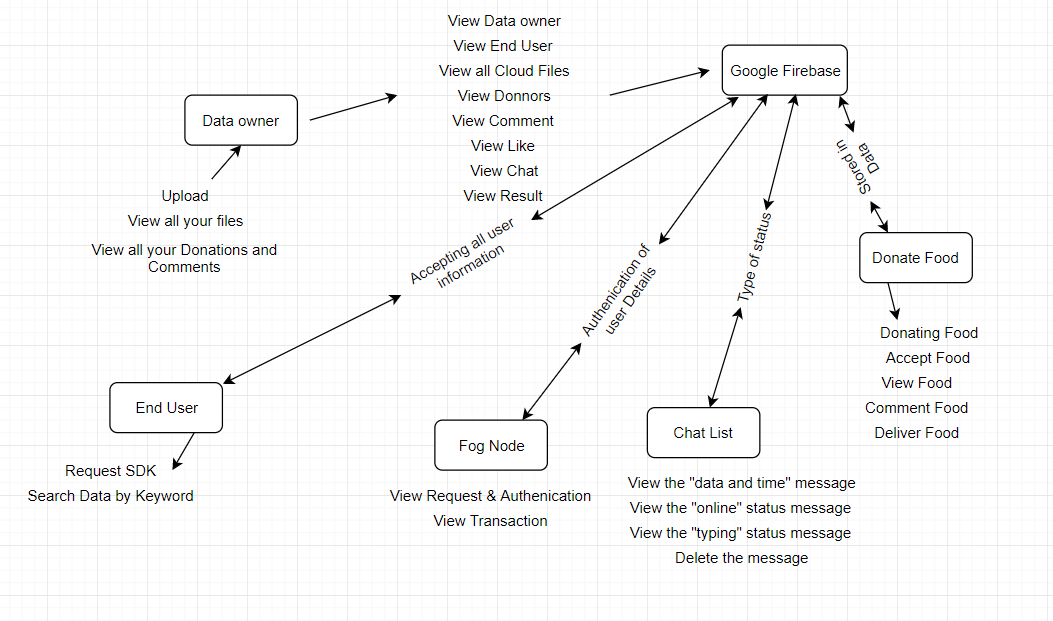 View Data owner
View End User
View all Cloud Files
View Donnors
View Comment
View Like
View Chat
View Result
Google Firebase
Data owner
Upload
View all your files
View all your Donations and
Comments
Accepting all user
information
Authenication of
user Details
Type of status
Data
Stored in
Donate Food
Donating Food
Accept Food
View Food
Comment Food
Deliver Food
End User
Request SDK
Search Data by Keyword
Fog Node
View Request & Authenication
View Transaction
Chat List
View the "data and time" message
View the "online" status message
View the "typing" status message
Delete the message